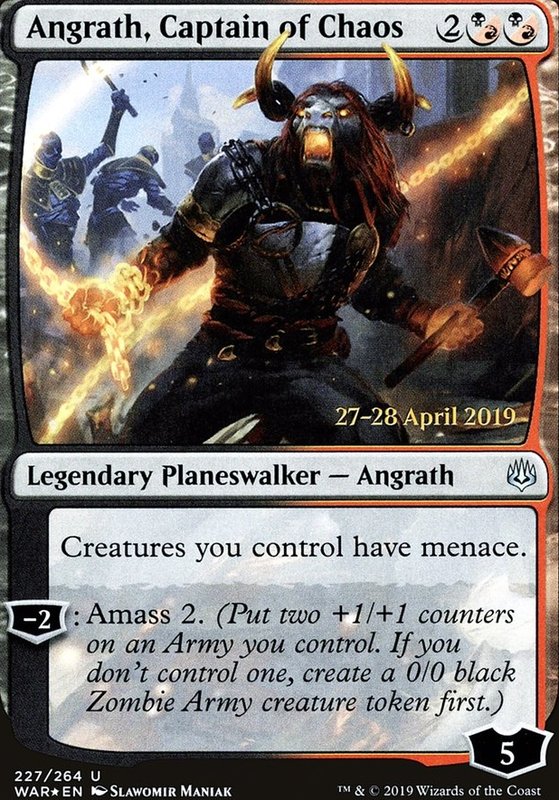 Angrath, Captain of Chaos 2
27–28 April 2019
Legendary Planeswalker — Angrath
Creatures you control have menace.
−2 : Amass 2. (Put two +1/+1 counters
on an Army you control. If you
don't control one, create a 0/0 black
Zombie Army creature token first.)
5
227/264 U
WAR★EN SLAWOMIR MANIAK
™ & © 2019 Wizards of the Coast